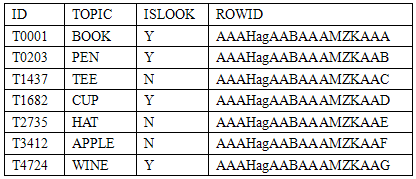 ID TOPIC ISLOOK ROWID
T0001 BOOK Y AAAHagAABAAAMZKAAA
T0203 PEN Y AAAHagAABAAAMZKAAB
T1437 TEE N AAAHagAABAAAMZKAAC
T1682 CUP Y AAAHagAABAAAMZKAAD
T2735 HAT N AAAHagAABAAAMZKAAE
T3412 APPLE N AAAHagAABAAAMZKAAF
T4724 WINE Y AAAHagAABAAAMZKAAG